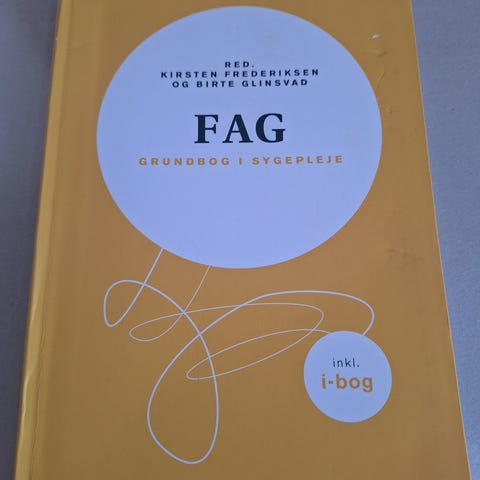 RED.
KIRSTEN FREDERIKSEN
OG BIRTE GLINSVAD
FAG
GRUNDBOG I SYGEPLEJE
inkl.
i-bog